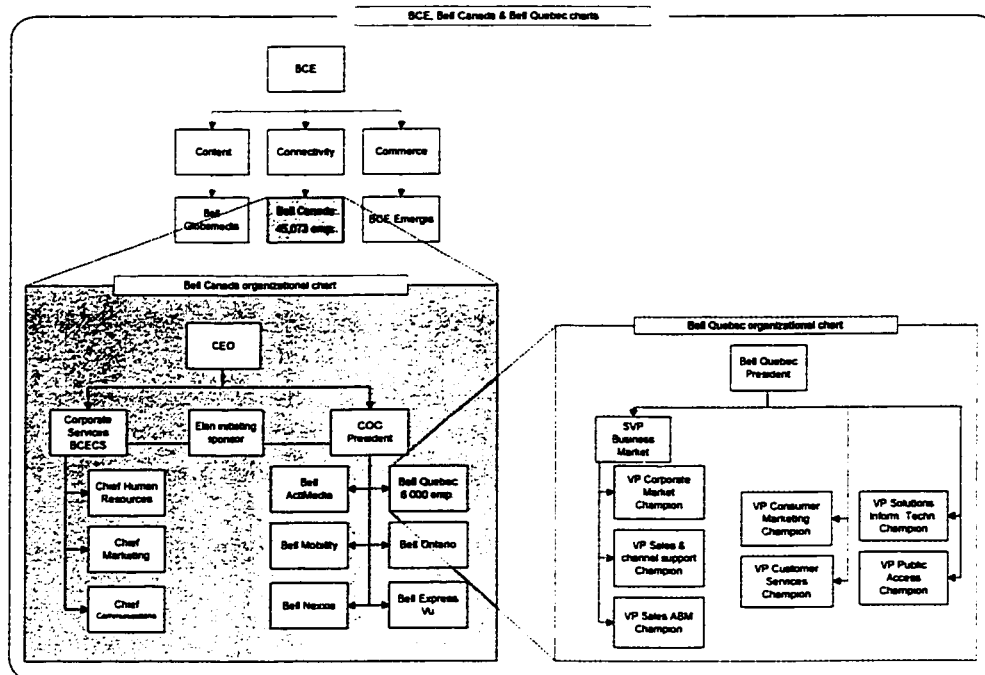 BCE, Bell Canada & Bell Quebec charts
BCE
Content
Connectivity
Commerce
Bell
Globemedia
Bell Canada
45,073 emp.
BCE Emergis
Bell Canada organizational chart
CEO
Corporate
Services
BCECS
Elan initiating
sponsor
COG
President
Chief Human
Resources
Chief
Marketing
Chief
Communications
Bell
ActiMedia
Bell Quebec
6 000 emp.
Bell Mobility
Bell Ontario
Bell Nexxia
Bell Express
Vu
Bell Quebec organizational chart
Bell Quebec
President
SVP
Business
Market
VP Corporate
Market
Champion
VP Sales &
channel support
Champion
VP Sales ABM
Champion
VP Consumer
Marketing
Champion
VP Customer
Services
Champion
VP Solutions
Inform Techn
Champion
VP Public
Access
Champion